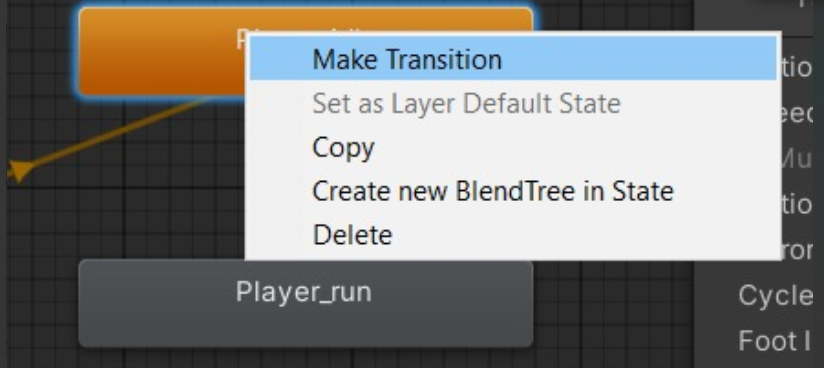 Make Transition
Set as Layer Default State
Copy
Create new BlendTree in State
Delete
Player_run
Cycle
Foot I